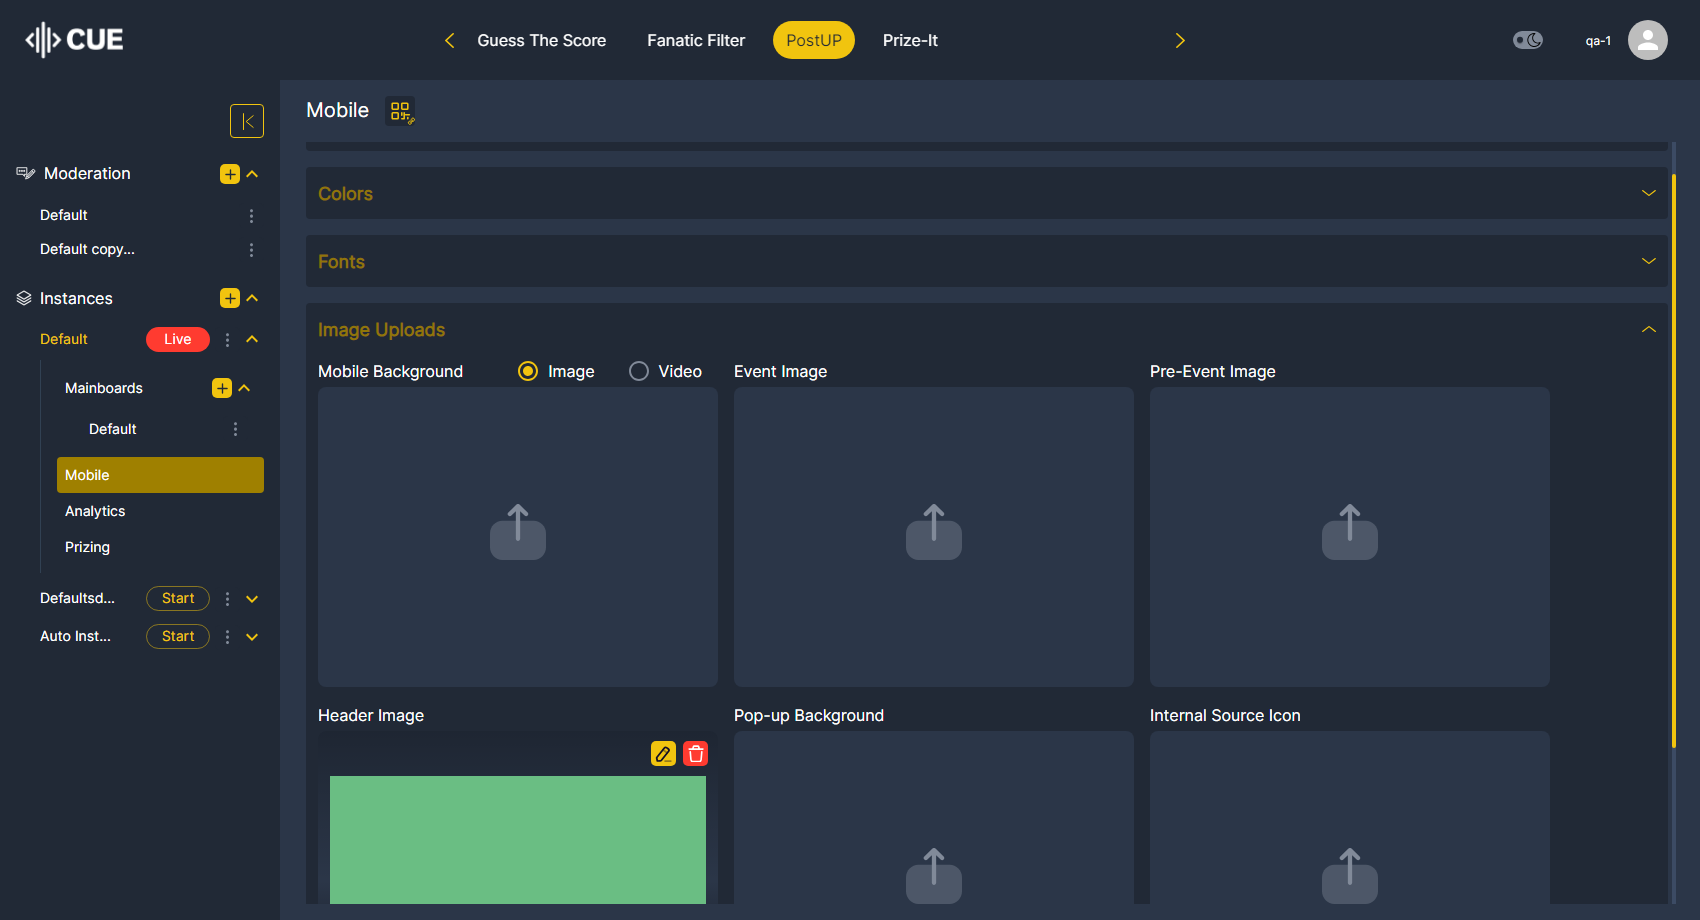 CUE
Guess The Score
Fanatic Filter
PostUP
Prize-It
qa-1
Moderation
Default
Default copy...
Instances
Default
Live
Mainboards
Default
Mobile
Analytics
Prizing
Defaultsd...
Start
Auto Inst...
Start
Mobile
Colors
Fonts
Image Uploads
Mobile Background
Image
Video
Event Image
Pre-Event Image
Header Image
Pop-up Background
Internal Source Icon